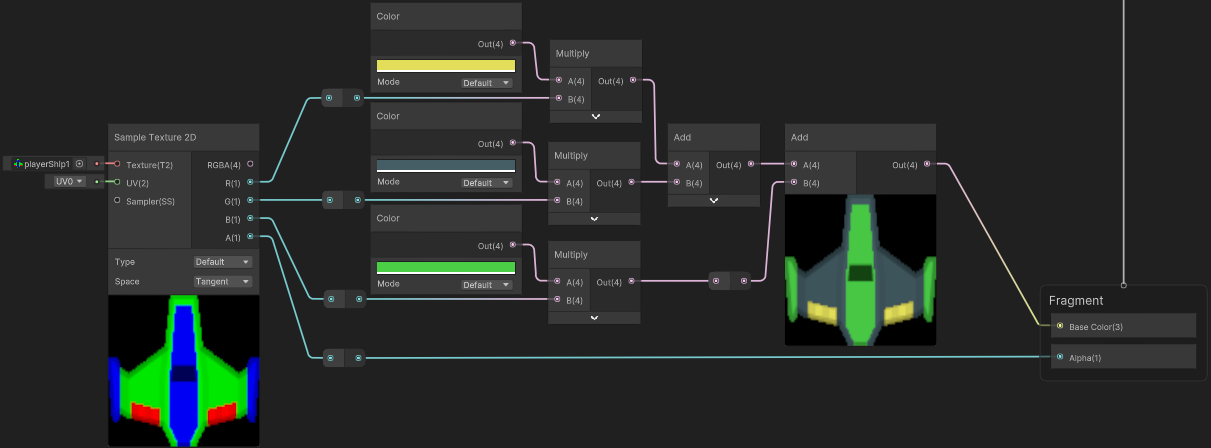 Color
Out(4)
Mode
Default
Multiply
A(4)
Out(4)
B(4)
Color
Out(4)
Mode
Default
Multiply
A(4)
Out(4)
B(4)
Color
Out(4)
Mode
Default
Multiply
A(4)
Out(4)
B(4)
Sample Texture 2D
playerShip1
Texture(T2)
RGBA(4)
UV0
UV(2)
R(1)
Sampler(SS)
G(1)
B(1)
A(1)
Type
Default
Space
Tangent
Add
A(4)
Out(4)
B(4)
Add
A(4)
Out(4)
B(4)
Fragment
Base Color(3)
Alpha(1)